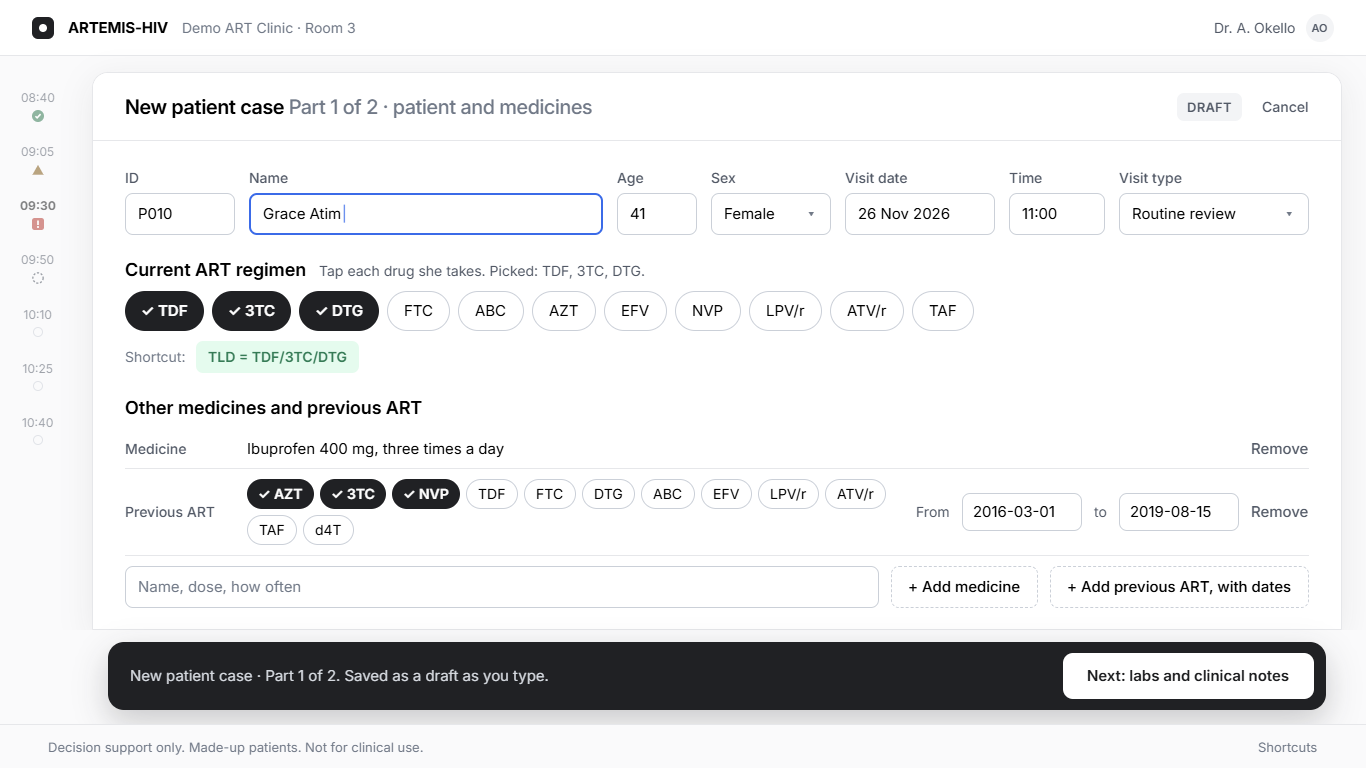 ARTEMIS-HIV Demo ART Clinic · Room 3 Dr. A. Okello AO
08:40
09:05
09:30
09:50
10:10
10:25
10:40
New patient case Part 1 of 2 · patient and medicines DRAFT Cancel
ID Name Age Sex Visit date Time Visit type
P010 Grace Atim 41 Female 26 Nov 2026 11:00 Routine review
Current ART regimen Tap each drug she takes. Picked: TDF, 3TC, DTG.
✓ TDF ✓ 3TC ✓ DTG FTC ABC AZT EFV NVP LPV/r ATV/r TAF
Shortcut: TLD = TDF/3TC/DTG
Other medicines and previous ART
Medicine Ibuprofen 400 mg, three times a day Remove
✓ AZT ✓ 3TC ✓ NVP TDF FTC DTG ABC EFV LPV/r ATV/r
Previous ART From 2016-03-01 to 2019-08-15 Remove
TAF d4T
Name, dose, how often + Add medicine + Add previous ART, with dates
New patient case · Part 1 of 2. Saved as a draft as you type. Next: labs and clinical notes
Decision support only. Made-up patients. Not for clinical use. Shortcuts